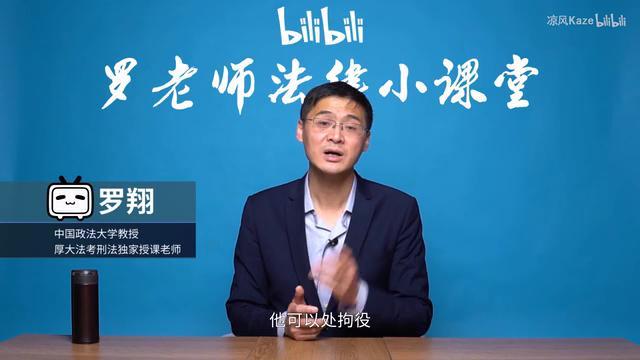 凉风Kaze bilibili
bilibili
罗老师法律小课堂
罗翔
中国政法大学教授
厚大法考刑法独家授课老师
他可以处拘役